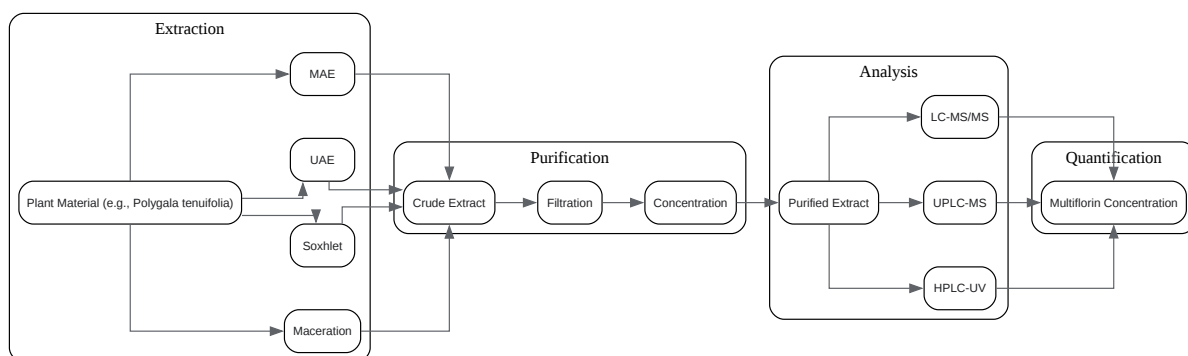 Extraction
MAE
UAE
Plant Material (e.g., Polygala tenuifolia)
Soxhlet
Maceration
Purification
Crude Extract
Filtration
Concentration
Analysis
LC-MS/MS
Purified Extract
UPLC-MS
HPLC-UV
Quantification
Multiflorin Concentration